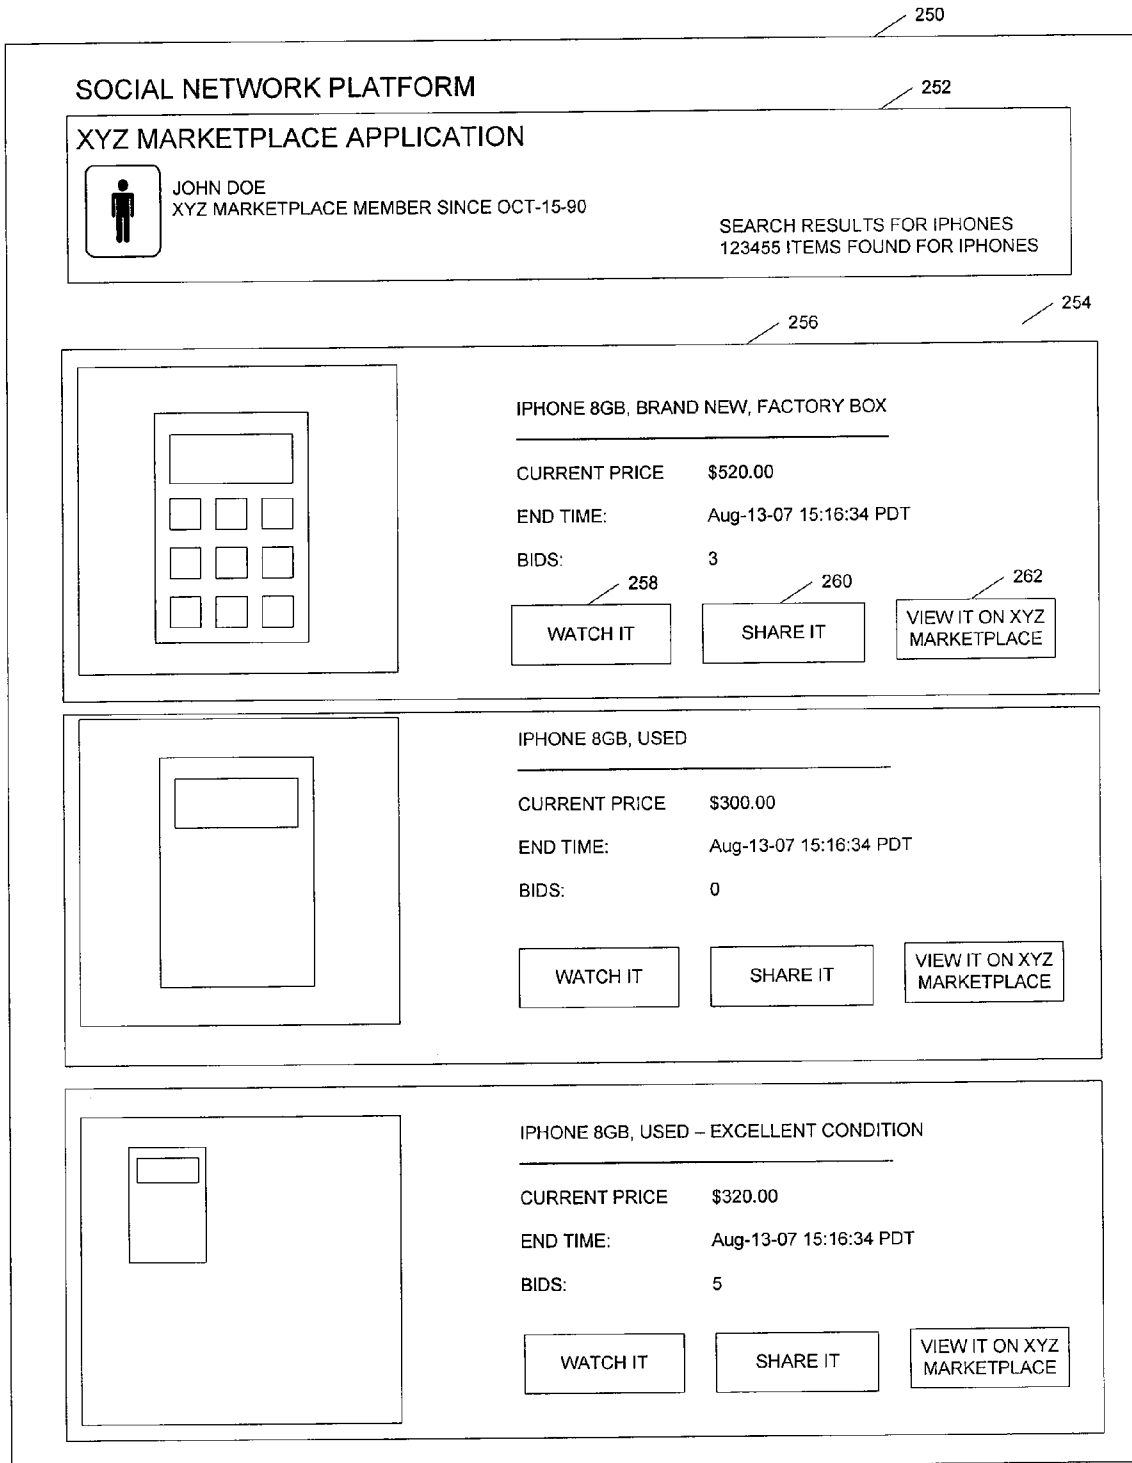 250
SOCIAL NETWORK PLATFORM
252
XYZ MARKETPLACE APPLICATION
JOHN DOE
XYZ MARKETPLACE MEMBER SINCE OCT-15-90
SEARCH RESULTS FOR IPHONES
123455 ITEMS FOUND FOR IPHONES
254
256
IPHONE 8GB, BRAND NEW, FACTORY BOX
CURRENT PRICE $520.00
END TIME: Aug-13-07 15:16:34 PDT
BIDS: 3
258 260 262
WATCH IT SHARE IT VIEW IT ON XYZ
MARKETPLACE
IPHONE 8GB, USED
CURRENT PRICE $300.00
END TIME: Aug-13-07 15:16:34 PDT
BIDS: 0
WATCH IT SHARE IT VIEW IT ON XYZ
MARKETPLACE
IPHONE 8GB, USED – EXCELLENT CONDITION
CURRENT PRICE $320.00
END TIME: Aug-13-07 15:16:34 PDT
BIDS: 5
WATCH IT SHARE IT VIEW IT ON XYZ
MARKETPLACE